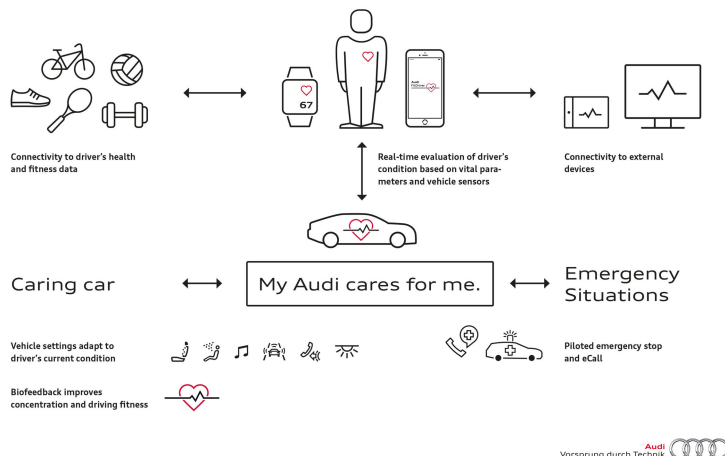 67
Audi
Fit Driver
Connectivity to driver's health
and fitness data
Real-time evaluation of driver's
condition based on vital para-
meters and vehicle sensors
Connectivity to external
devices
Caring car
My Audi cares for me.
Emergency
Situations
Vehicle settings adapt to
driver's current condition
Piloted emergency stop
and eCall
Biofeedback improves
concentration and driving fitness
Audi
Vorsprung durch Technik